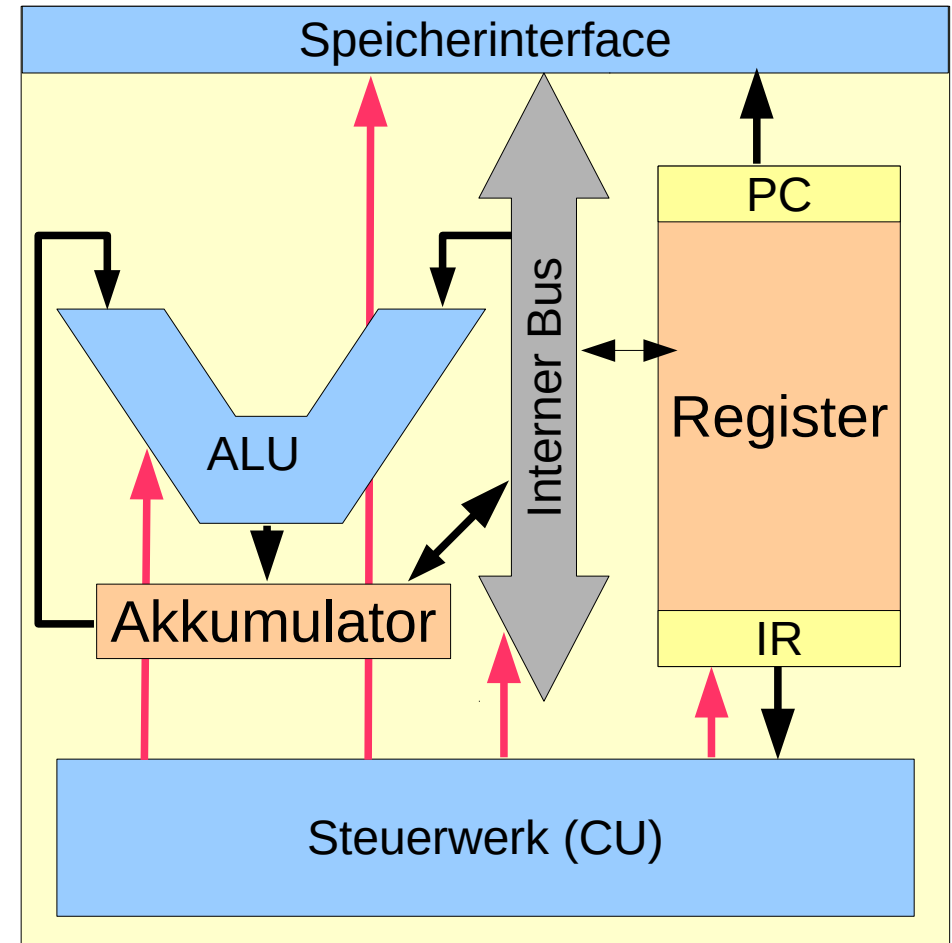 Speicherinterface
PC
Interner Bus
Register
ALU
Akkumulator
IR
Steuerwerk (CU)